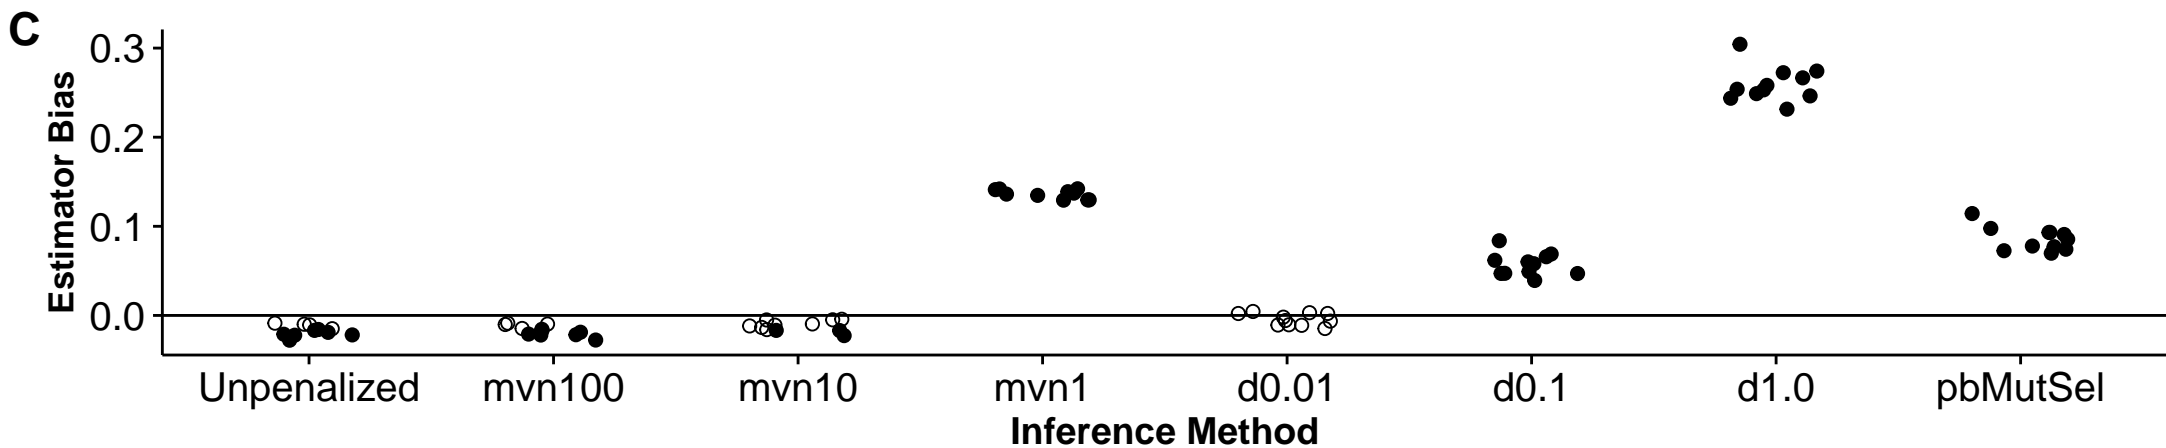 C
Estimator Bias
0.3
0.2
0.1
0.0
Unpenalized mvn100 mvn10 mvn1 d0.01 d0.1 d1.0 pbMutSel
Inference Method